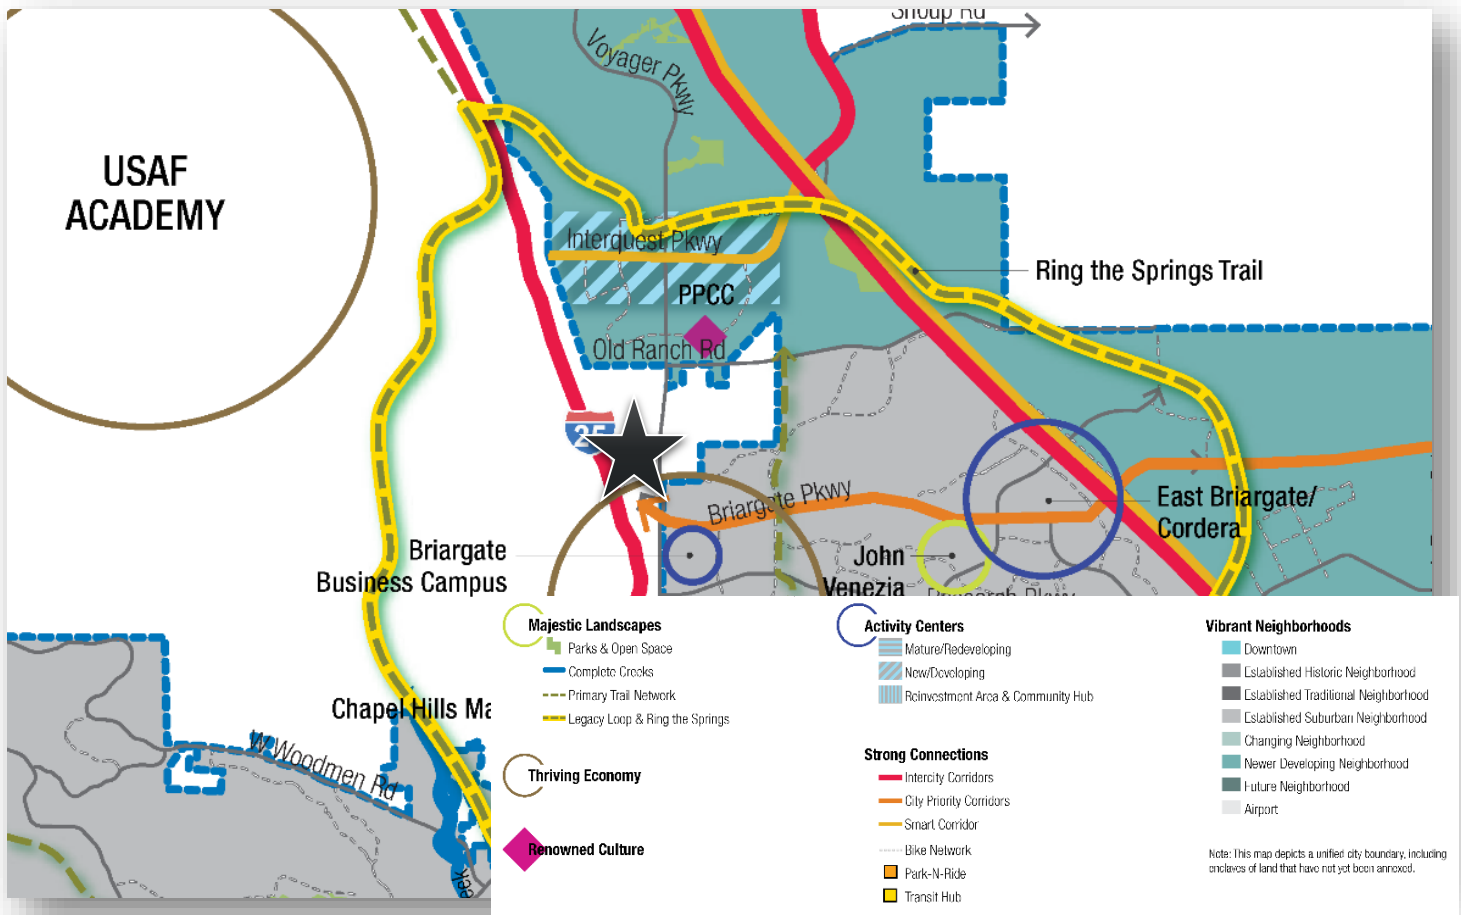 Shoup Rd
Voyager Pkwy
USAF
ACADEMY
Interquest Pkwy
Ring the Springs Trail
PPCC
Old Ranch Rd
25
Briargate Pkwy
East Briargate/
Cordera
Briargate
Business Campus
John
Venezia
Research Pkwy
Chapel Hills Ma
W Woodmen Rd
eek
Majestic Landscapes
Parks & Open Space
Complete Creeks
Primary Trail Network
Legacy Loop & Ring the Springs
Thriving Economy
Renowned Culture
Activity Centers
Mature/Redeveloping
New/Developing
Reinvestment Area & Community Hub
Strong Connections
Intercity Corridors
City Priority Corridors
Smart Corridor
Bike Network
Park-N-Ride
Transit Hub
Vibrant Neighborhoods
Downtown
Established Historic Neighborhood
Established Traditional Neighborhood
Established Suburban Neighborhood
Changing Neighborhood
Newer Developing Neighborhood
Future Neighborhood
Airport
Note: This map depicts a unified city boundary, including
enclaves of land that have not yet been annexed.